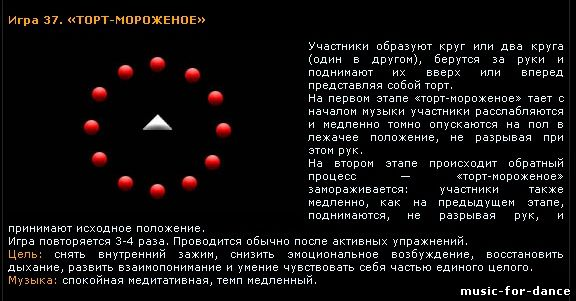 Игра 37. «ТОРТ-МОРОЖЕНОЕ»
Участники образуют круг или два круга
(один в другом), берутся за руки и
поднимают их вверх или вперед
представляя собой торт.
На первом этапе «торт-мороженое» тает с
началом музыки участники расслабляются
и медленно томно опускаются на пол в
лежачее положение, не разрывая при
этом рук.
На втором этапе происходит обратный
процесс — «торт-мороженое»
замораживается: участники также
медленно, как на предыдущем этапе,
поднимаются, не разрывая рук, и
принимают исходное положение.
Игра повторяется 3-4 раза. Проводится обычно после активных упражнений.
Цель: снять внутренний зажим, снизить эмоциональное возбуждение, восстановить
дыхание, развить взаимопонимание и умение чувствовать себя частью единого целого.
Музыка: спокойная медитативная, темп медленный.
music-for-dance